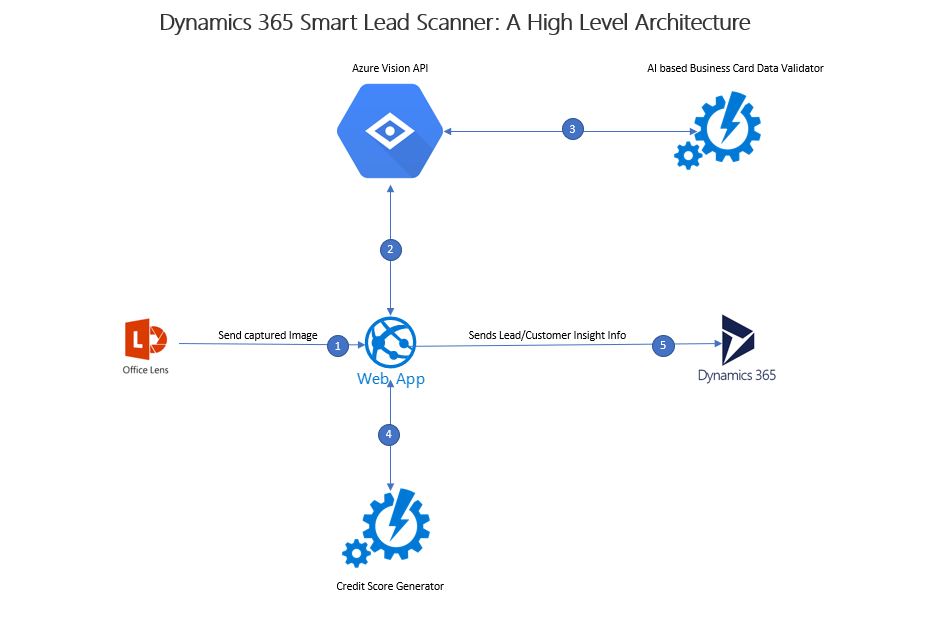 Dynamics 365 Smart Lead Scanner: A High Level Architecture
Azure Vision API
AI based Business Card Data Validator
3
2
L
Office Lens
Send captured Image
1
Web App
Sends Lead/Customer Insight Info
5
Dynamics 365
4
Credit Score Generator